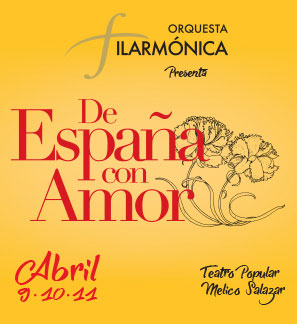 ORQUESTA
FILARMÓNICA
Presenta
De
España
con
Amor
Abril
9·10·11
Teatro Popular
Melico Salazar